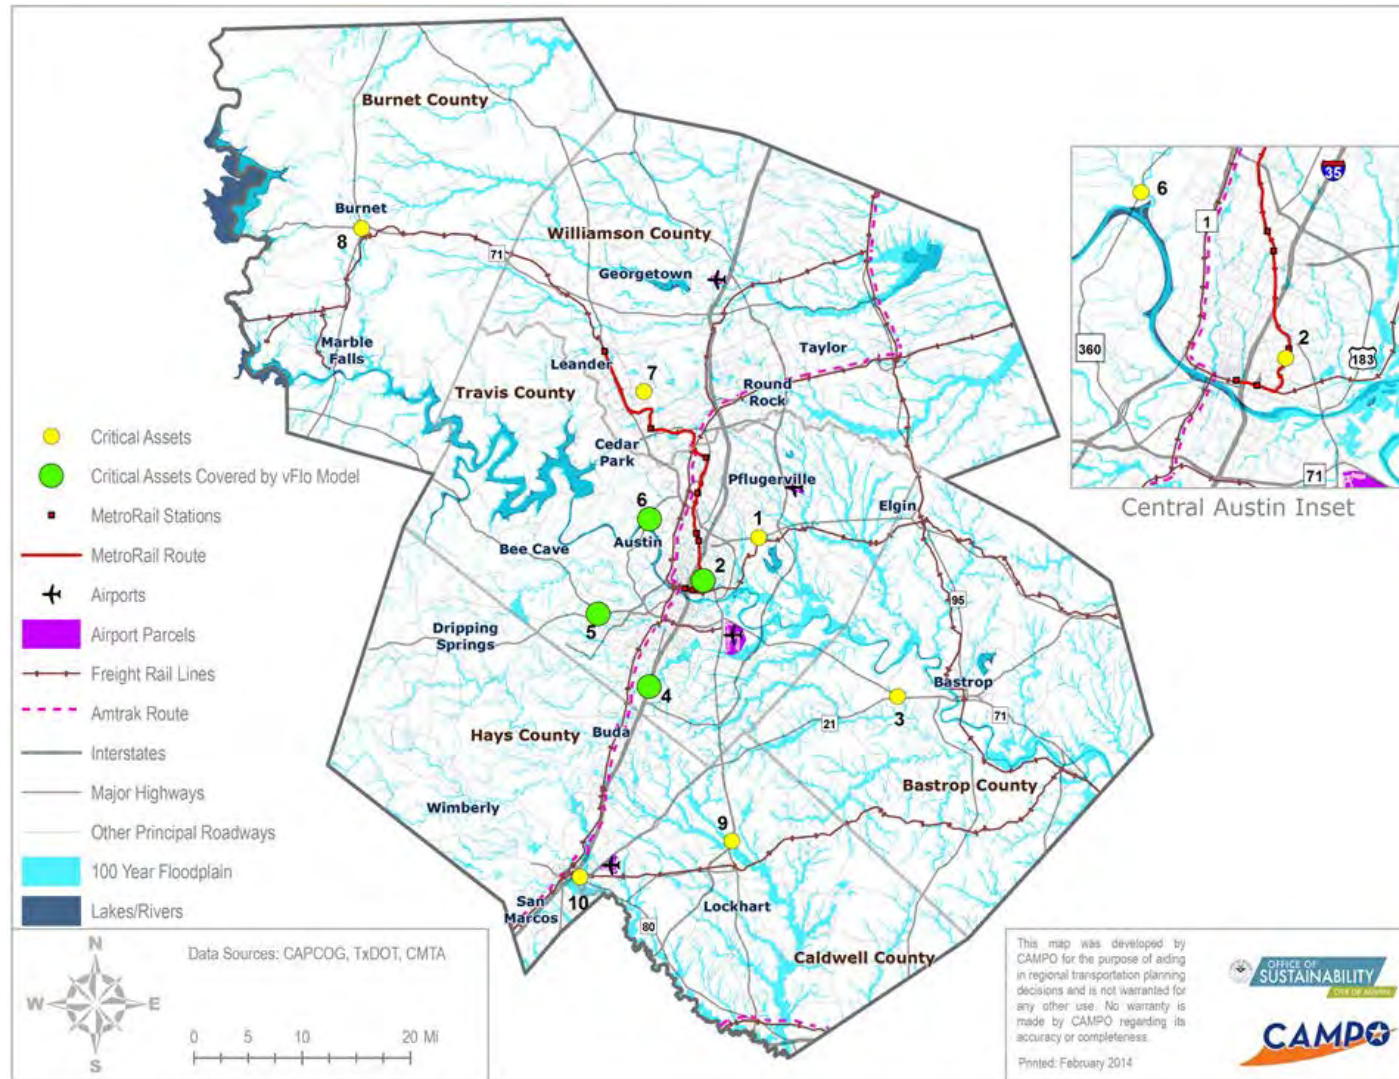 Burnet County
Burnet
8
71
Williamson County
Georgetown
Marble
Falls
Leander
Taylor
7
Travis County
Round
Rock
Cedar
Park
Pflugerville
6
Austin
1
Elgin
Bee Cave
2
95
5
Dripping
Springs
4
Bastrop
3
71
21
Hays County
Buda
Bastrop County
Wimberly
9
San
Marcos
10
Lockhart
80
Caldwell County
35
6
1
360
2
183
71
Central Austin Inset
Critical Assets
Critical Assets Covered by vFlo Model
MetroRail Stations
MetroRail Route
Airports
Airport Parcels
Freight Rail Lines
Amtrak Route
Interstates
Major Highways
Other Principal Roadways
100 Year Floodplain
Lakes/Rivers
N
W E
S
Data Sources: CAPCOG, TxDOT, CMTA
0 5 10 20 Mi
This map was developed by
CAMPO for the purpose of aiding
in regional transportation planning
decisions and is not warranted for
any other use. No warranty is
made by CAMPO regarding its
accuracy or completeness.
Printed: February 2014
OFFICE OF
SUSTAINABILITY
CITY OF AUSTIN
CAMPO